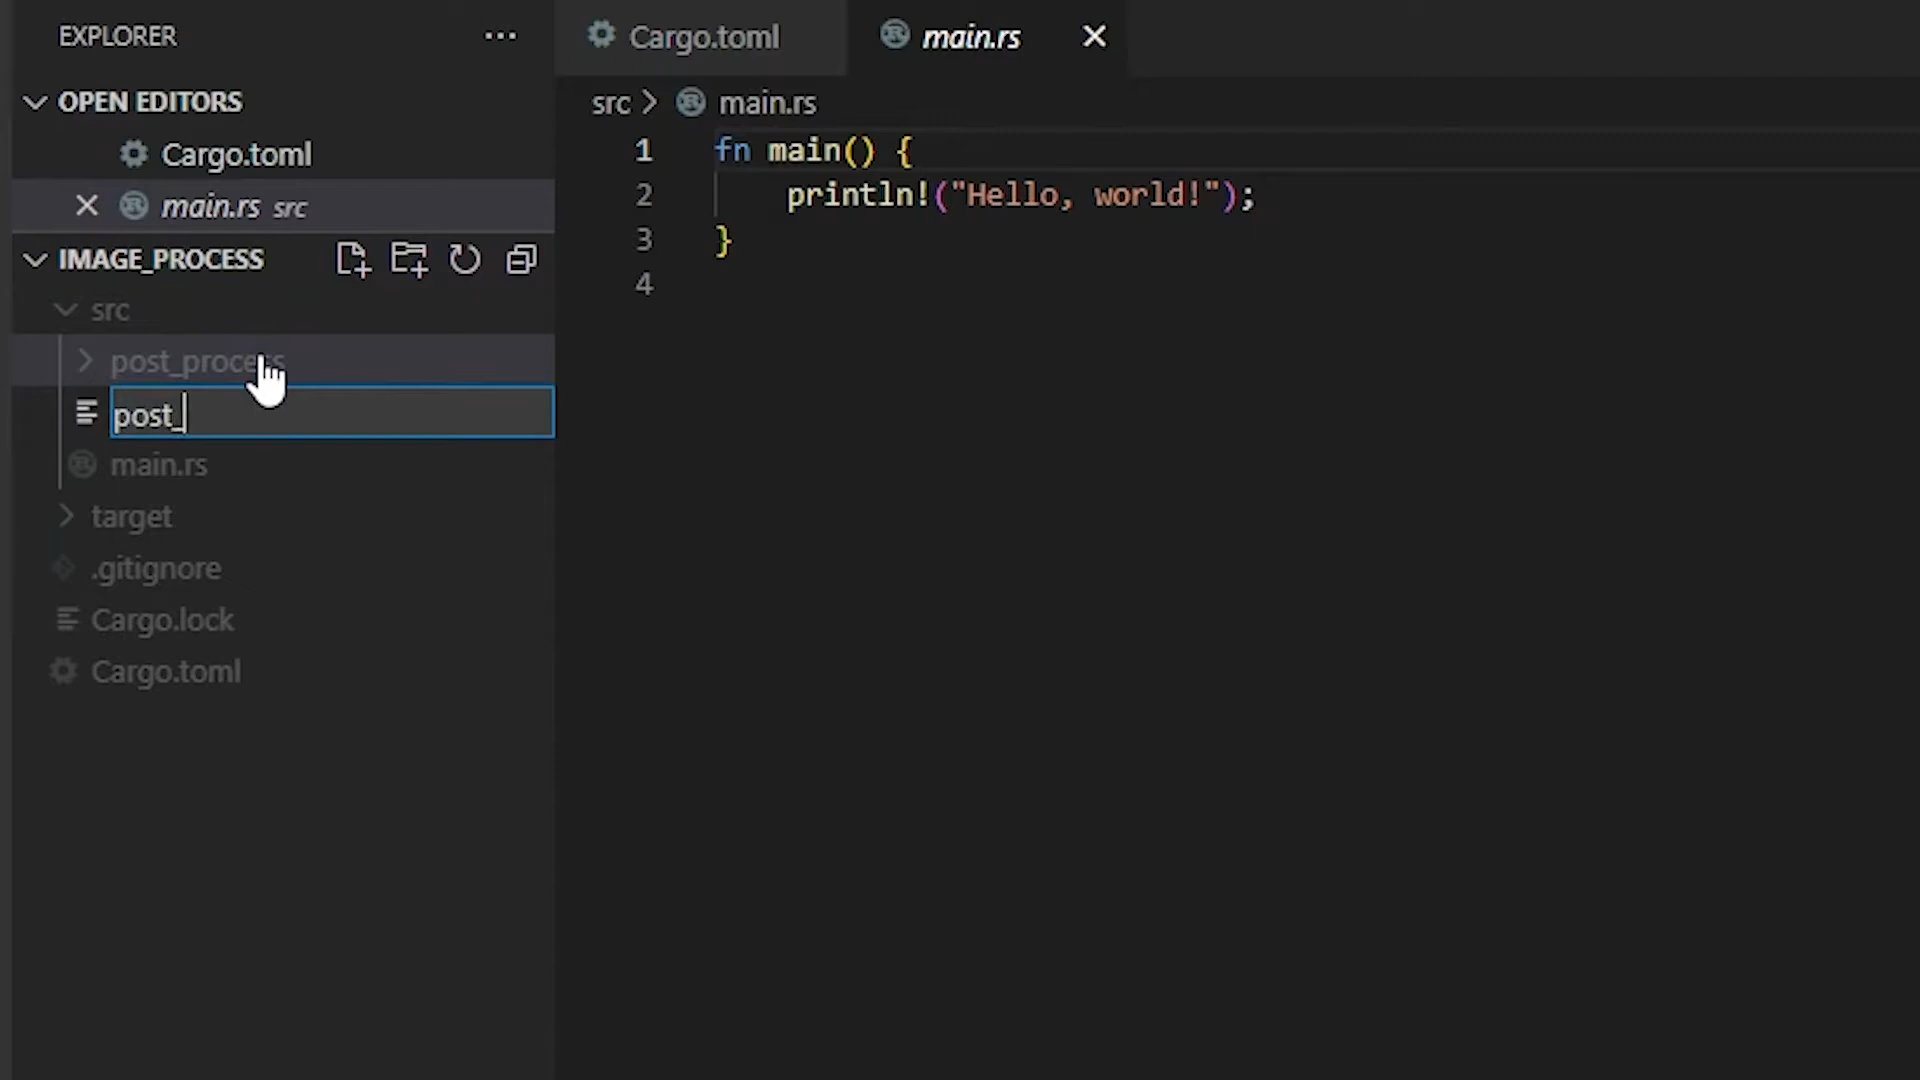 EXPLORER
OPEN EDITORS
Cargo.toml
main.rs src
IMAGE_PROCESS
src
post_process
post_
main.rs
target
.gitignore
Cargo.lock
Cargo.toml
Cargo.toml
main.rs
src > main.rs
1 fn main() {
2 println!("Hello, world!");
3 }
4